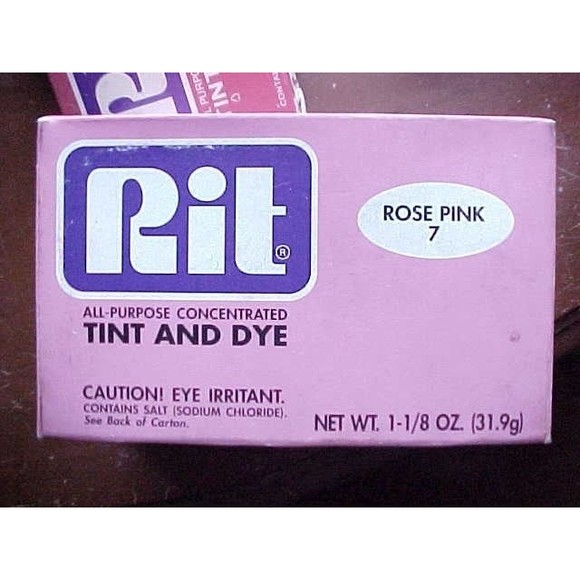 Rit®
ALL-PURPOSE CONCENTRATED
TINT AND DYE
ROSE PINK
7
CAUTION! EYE IRRITANT.
CONTAINS SALT (SODIUM CHLORIDE).
See Back of Carton.
NET WT. 1-1/8 OZ. (31.9g)